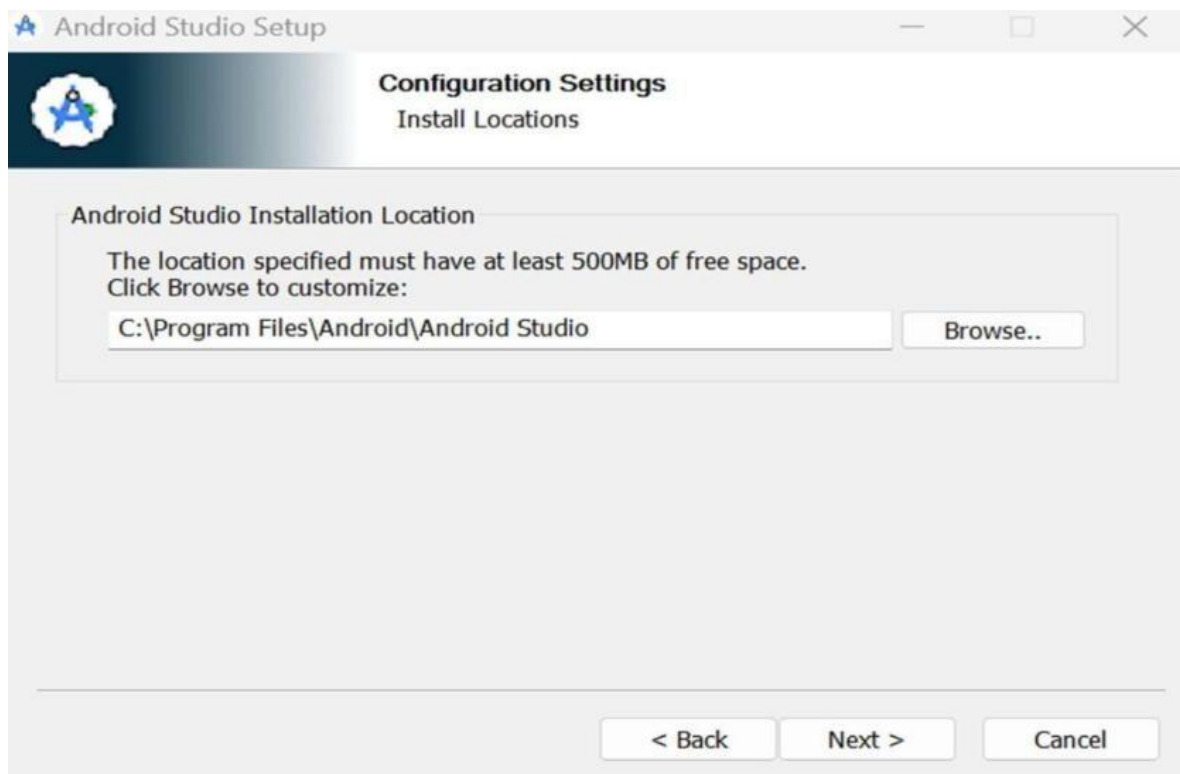 Android Studio Setup
Configuration Settings
Install Locations
Android Studio Installation Location
The location specified must have at least 500MB of free space.
Click Browse to customize:
C:\Program Files\Android\Android Studio
Browse..
< Back
Next >
Cancel